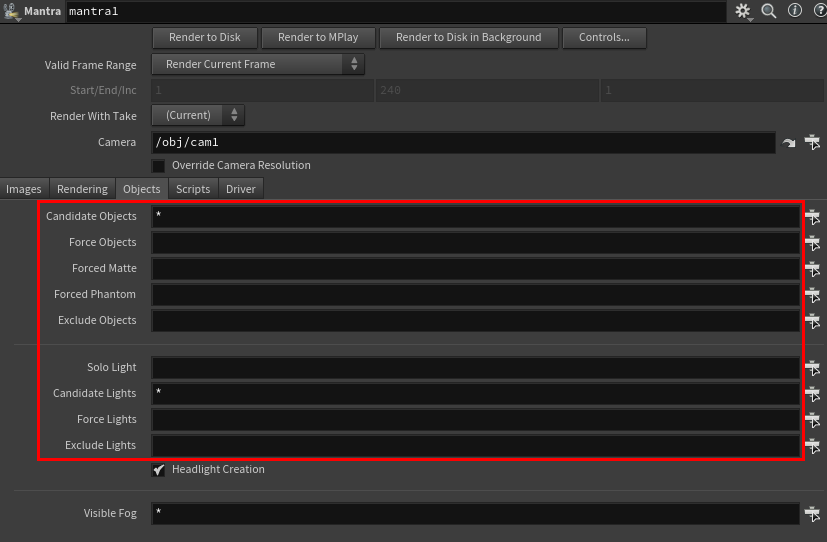 Mantra mantra1
Render to Disk Render to MPlay Render to Disk in Background Controls...
Valid Frame Range Render Current Frame
Start/End/Inc 1 240 1
Render With Take (Current)
Camera /obj/cam1
Override Camera Resolution
Images Rendering Objects Scripts Driver
Candidate Objects *
Force Objects
Forced Matte
Forced Phantom
Exclude Objects
Solo Light
Candidate Lights *
Force Lights
Exclude Lights
Headlight Creation
Visible Fog *